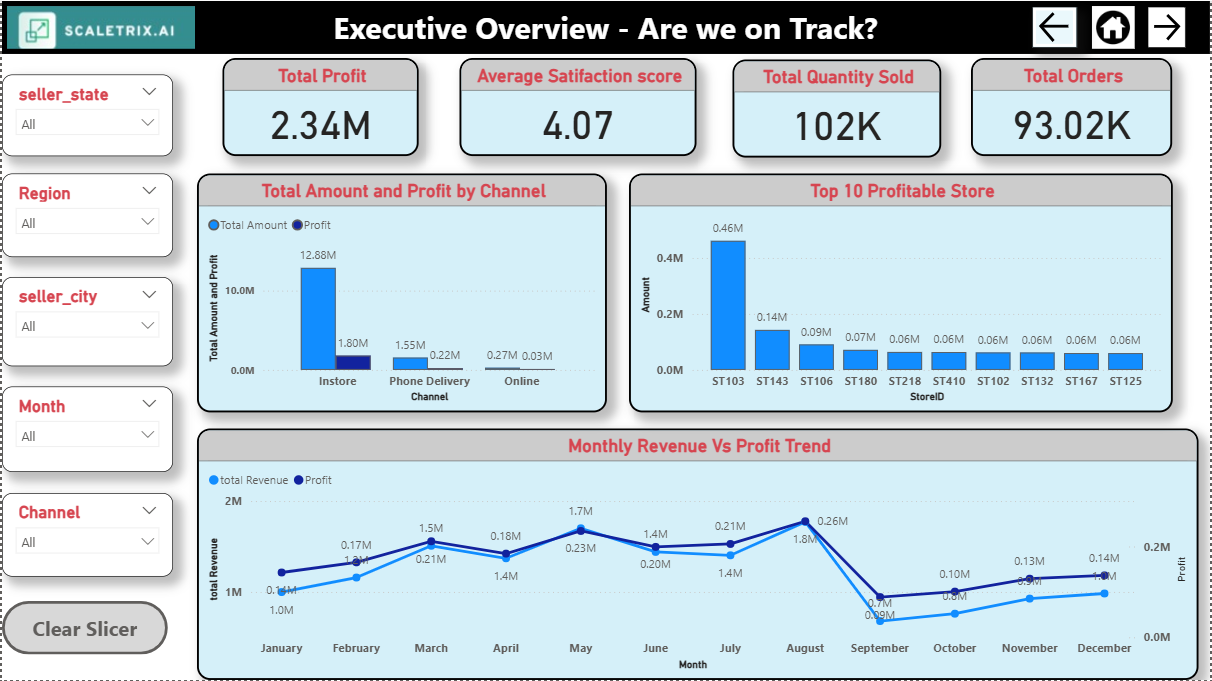 SCALETRIX.AI
Executive Overview - Are we on Track?
seller_state
All
Region
All
seller_city
All
Month
All
Channel
All
Clear Slicer
Total Profit
2.34M
Average Satifaction score
4.07
Total Quantity Sold
102K
Total Orders
93.02K
Total Amount and Profit by Channel
Total Amount Profit
Total Amount and Profit
10.0M
0.0M
12.88M
1.80M
1.55M
0.22M
0.27M 0.03M
Instore Phone Delivery Online
Channel
Top 10 Profitable Store
Amount
0.4M
0.2M
0.0M
0.46M
0.14M
0.09M
0.07M
0.06M
0.06M
0.06M
0.06M
0.06M
0.06M
ST103 ST143 ST106 ST180 ST218 ST410 ST102 ST132 ST167 ST125
StoreID
Monthly Revenue Vs Profit Trend
total Revenue Profit
total Revenue
2M
1M
1.0M
0.17M
1.5M
0.21M
0.18M
1.4M
1.7M
0.23M
1.4M
0.20M
0.21M
1.4M
0.26M
1.8M
0.7M
0.09M
0.10M
0.8M
0.13M
0.14M
0.2M
0.0M
Profit
January February March April May June July August September October November December
Month